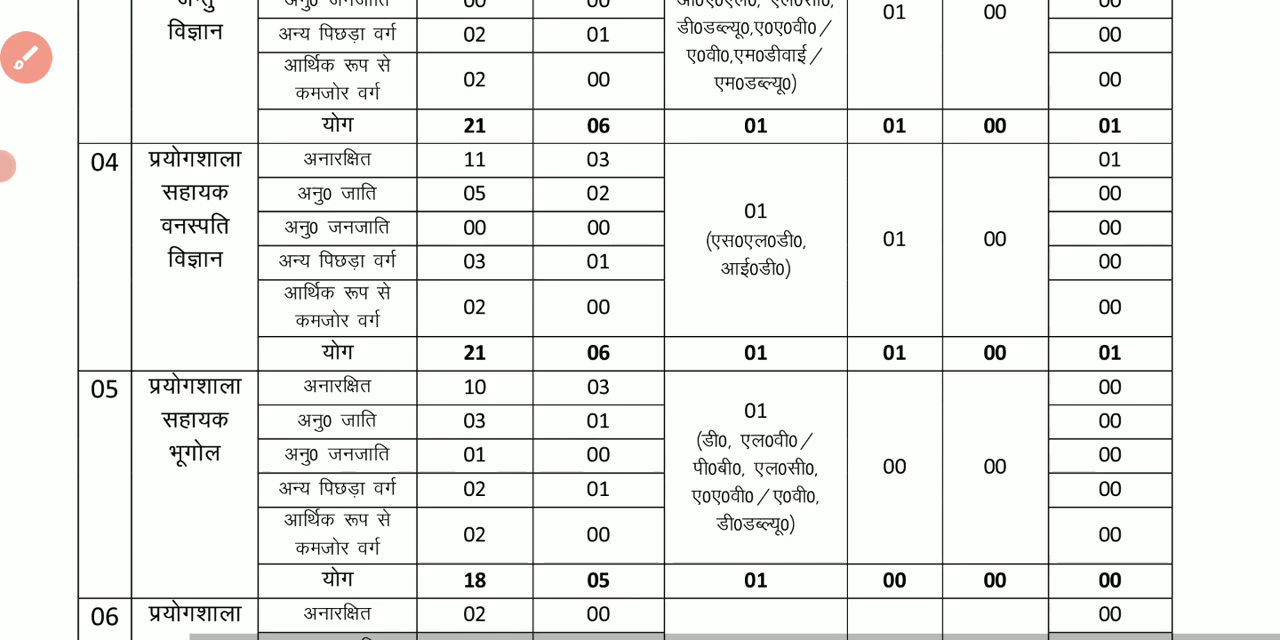 विज्ञान
00 00
एल0सी0,
01 00
डी0डब्ल्यू0,ए0ए0वी0/
अन्य पिछड़ा वर्ग 02 01 00
ए0वी0,एम0डीवाई/
आर्थिक रूप से
कमजोर वर्ग 02 00 00
एम0डब्ल्यू0)
योग 21 06 01 01 00 01
04 प्रयोगशाला अनारक्षित 11 03 01
सहायक अनु0 जाति 05 02 00
वनस्पति अनु0 जनजाति 00 00 01 01 00 00
विज्ञान अन्य पिछड़ा वर्ग 03 01 (एस0एल0डी0, 00
आई0डी0)
आर्थिक रूप से
कमजोर वर्ग 02 00 00
योग 21 06 01 01 00 01
05 प्रयोगशाला अनारक्षित 10 03 00
सहायक अनु0 जाति 03 01 01 00
भूगोल अनु0 जनजाति 01 00 (डी0, एल0वी0/ 00 00 00
पी0बी0, एल0सी0,
अन्य पिछड़ा वर्ग 02 01 ए0ए0वी0/ए0वी0, 00
आर्थिक रूप से डी0डब्ल्यू0)
कमजोर वर्ग 02 00 00
योग 18 05 01 00 00 00
06 प्रयोगशाला अनारक्षित 02 00 00